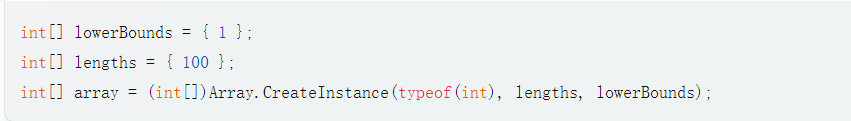 int[] lowerBounds = { 1 };
int[] lengths = { 100 };
int[] array = (int[])Array.CreateInstance(typeof(int), lengths, lowerBounds);